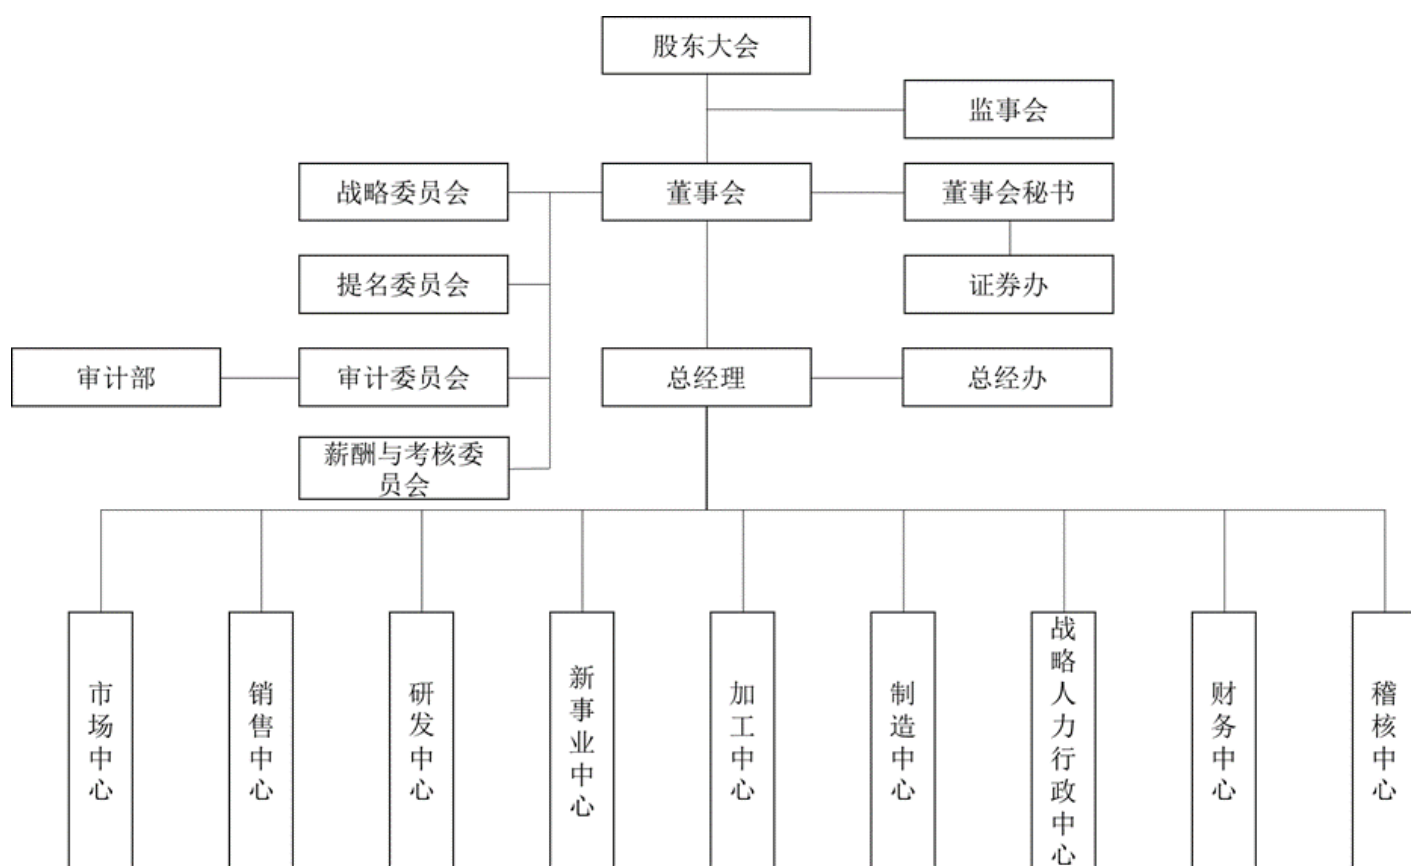 股东大会
监事会
战略委员会
董事会
董事会秘书
提名委员会
证券办
审计部
审计委员会
总经理
总经办
薪酬与考核委
员会
市场中心
销售中心
研发中心
新事业中心
加工中心
制造中心
战略人力行政中心
财务中心
稽核中心